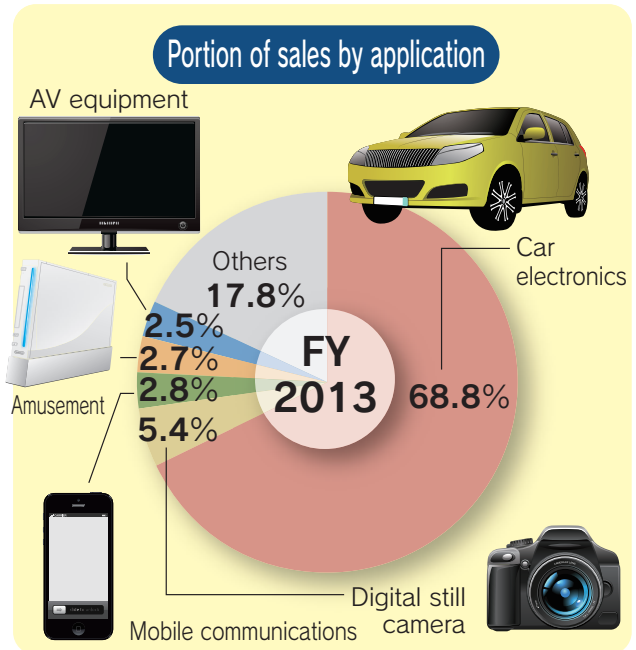 Portion of sales by application
AV equipment
Others
17.8%
Car
electronics
2.5%
2.7%
2.8%
5.4%
FY
2013
68.8%
Amusement
Digital still
camera
Mobile communications